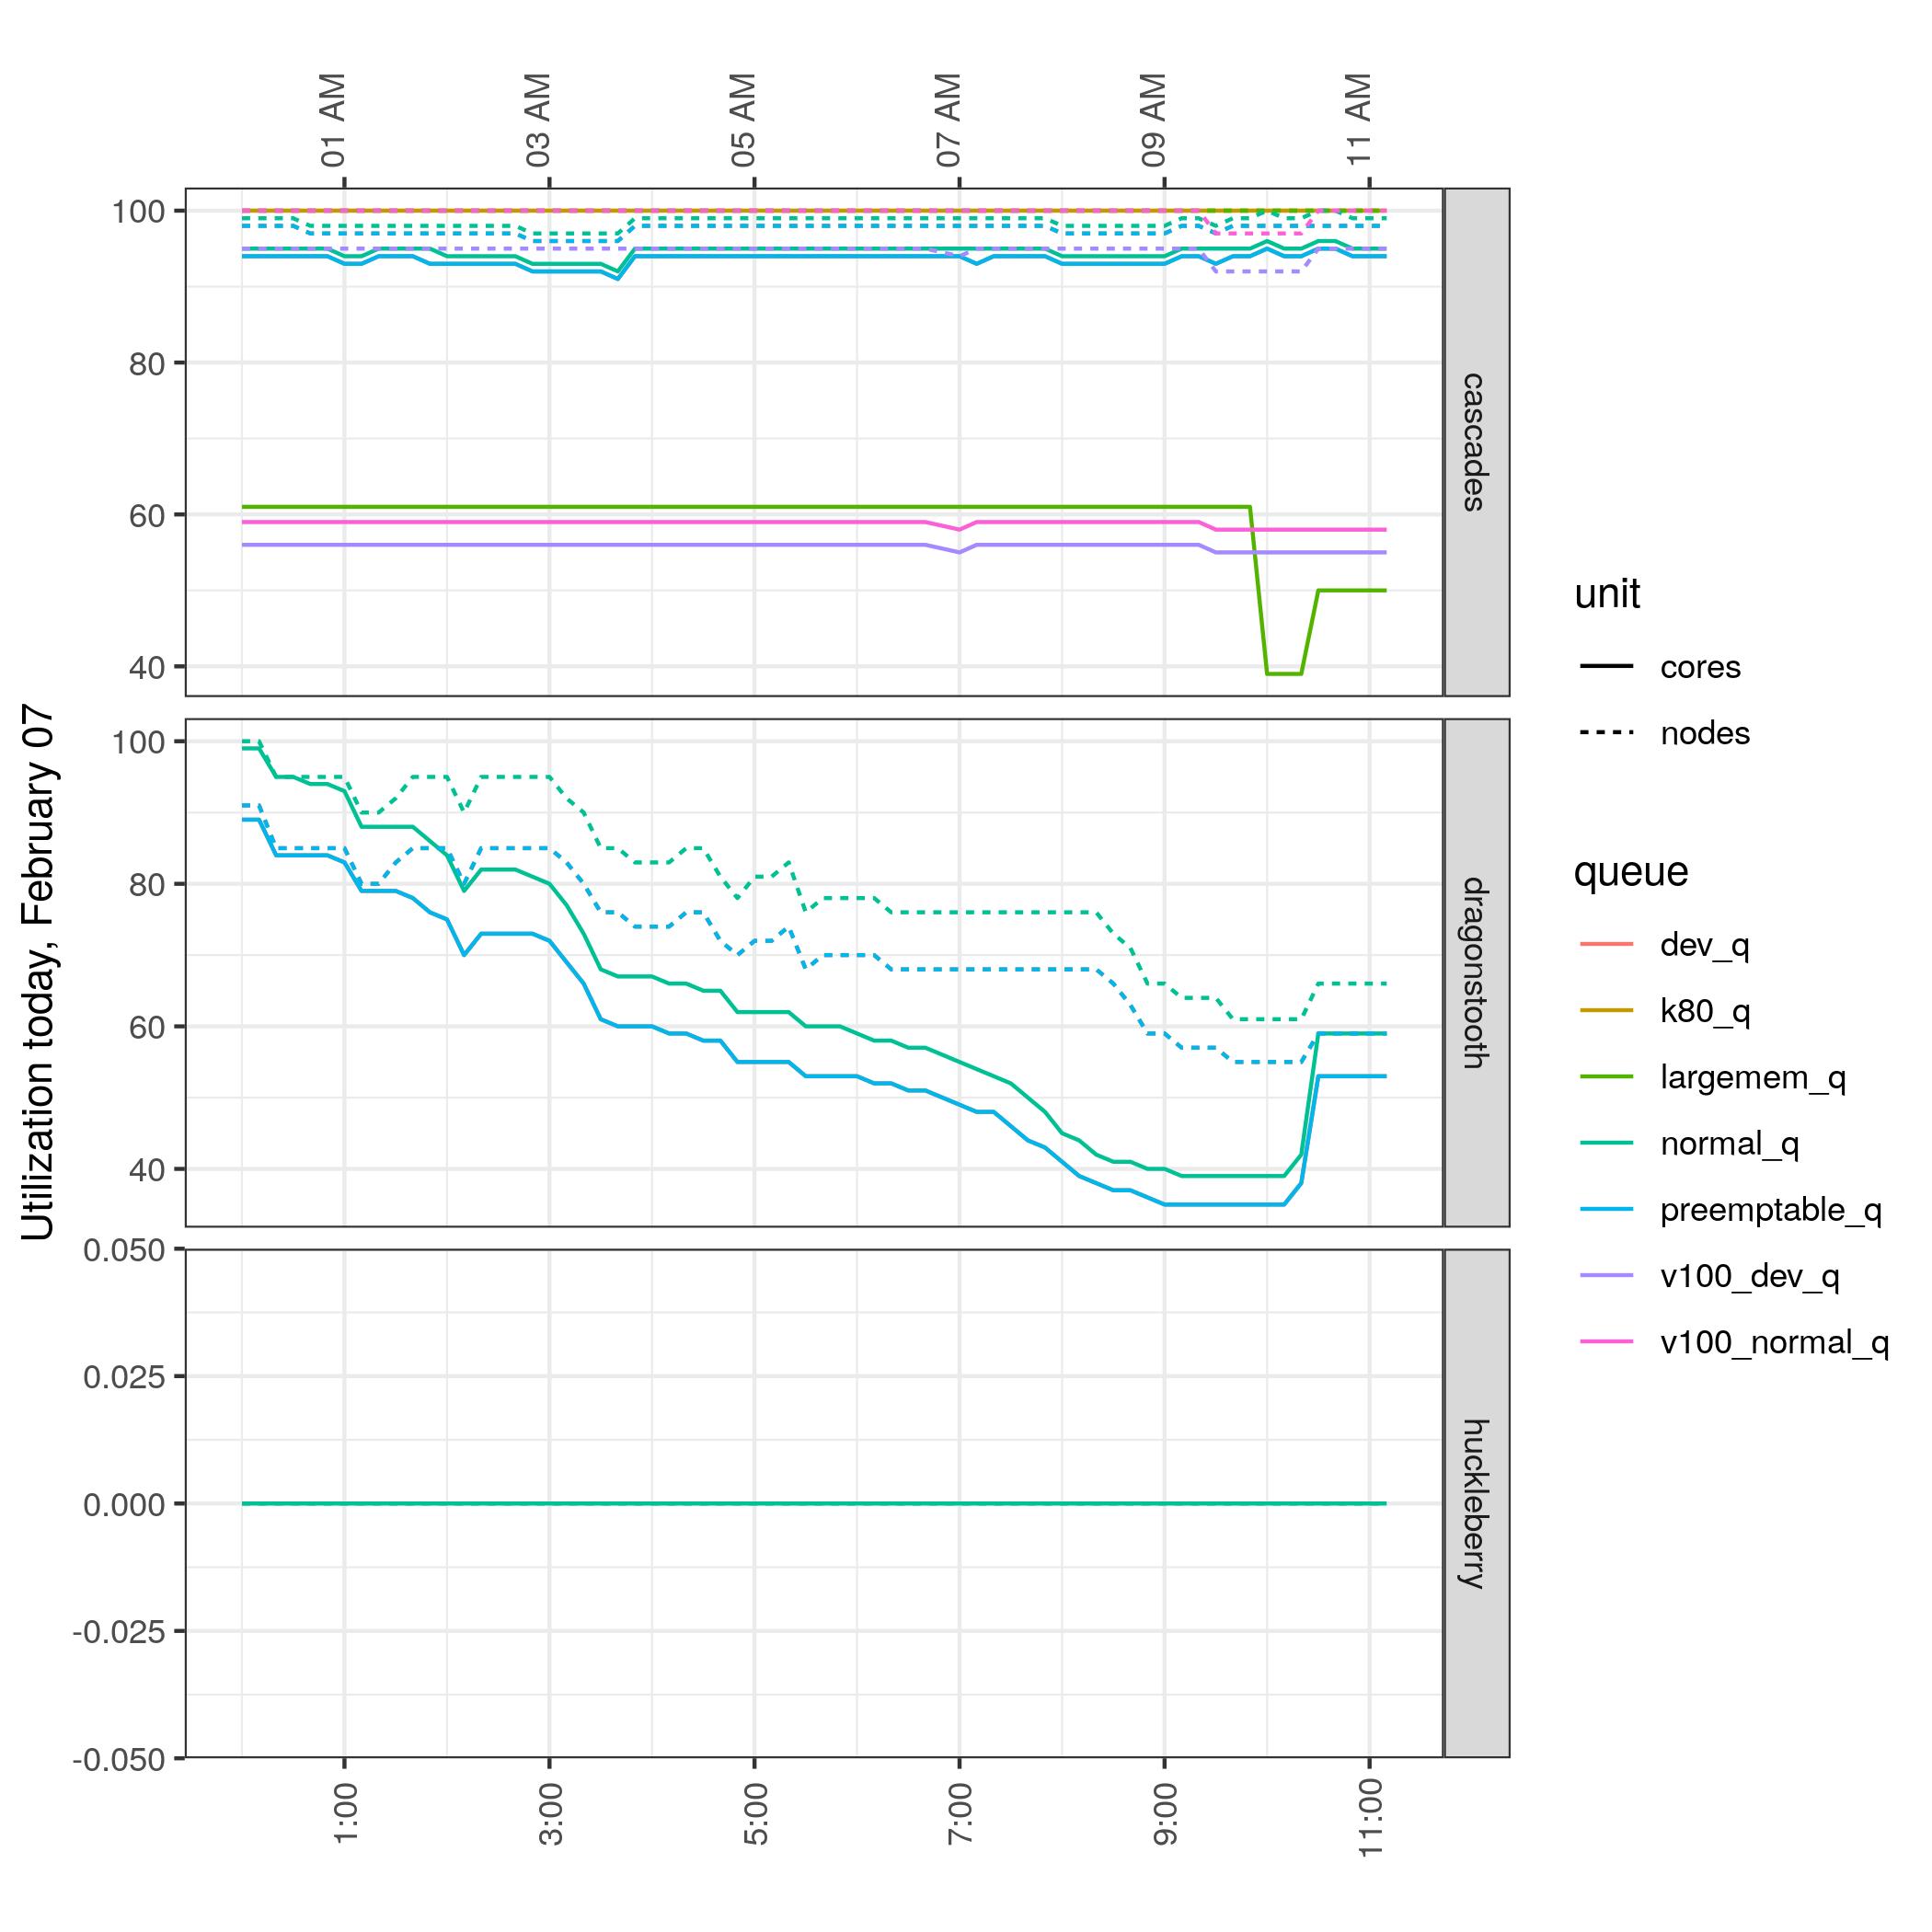 01 AM
03 AM
05 AM
07 AM
09 AM
11 AM
Utilization today, February 07
100
80
60
40
cascades
100
80
60
40
dragonstooth
0.050
0.025
0.000
-0.025
-0.050
huckleberry
1:00
3:00
5:00
7:00
9:00
11:00
unit
cores
nodes
queue
dev_q
k80_q
largemem_q
normal_q
preemptable_q
v100_dev_q
v100_normal_q